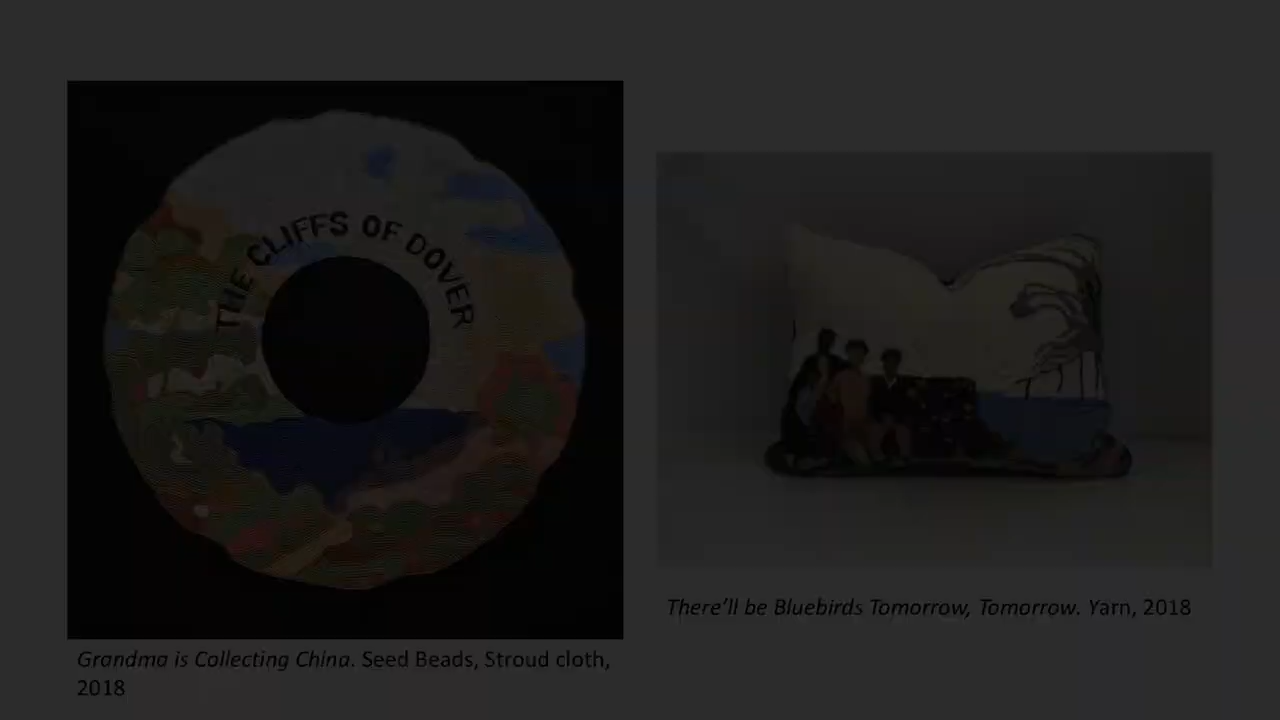 THE CLIFFS OF DOVER
There'll be Bluebirds Tomorrow, Tomorrow. Yarn, 2018
Grandma is Collecting China. Seed Beads, Stroud cloth,
2018